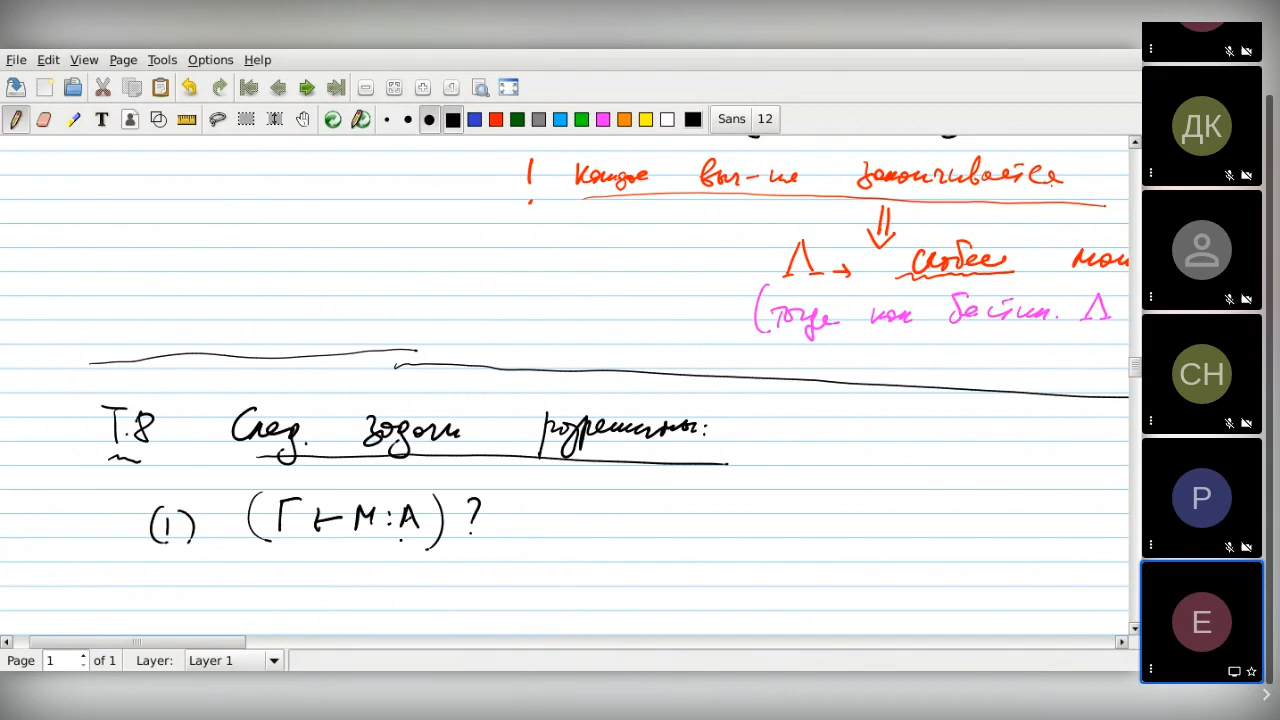 File Edit View Page Tools Options Help
Sans 12
! каждое выч-ие заканчивается
⇓
Λ→ слабее
(тогда как бестип. Λ
Т.8 След. задачи разрешимы:
(1) (Γ ⊢ M : A) ?
Page 1 of 1 Layer: Layer 1
ДК
СН
Р
Е